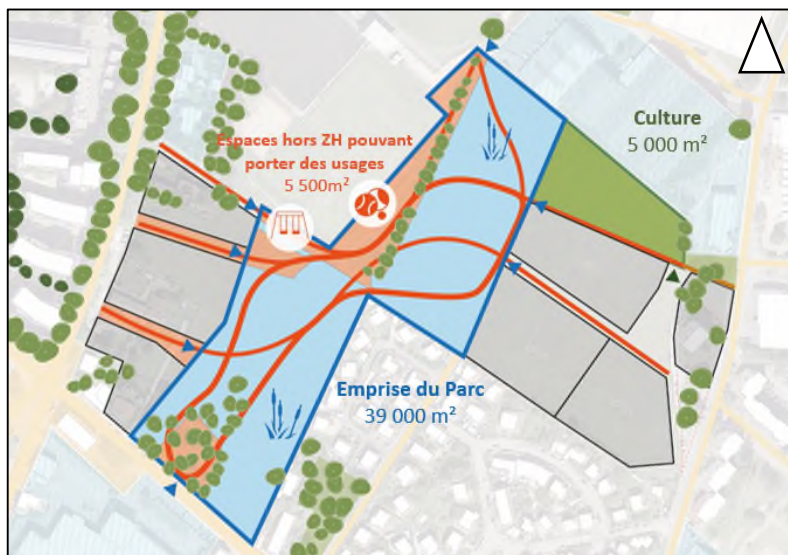 Espaces hors ZH pouvant
porter des usages
5 500m²
Culture
5 000 m²
Emprise du Parc
39 000 m²